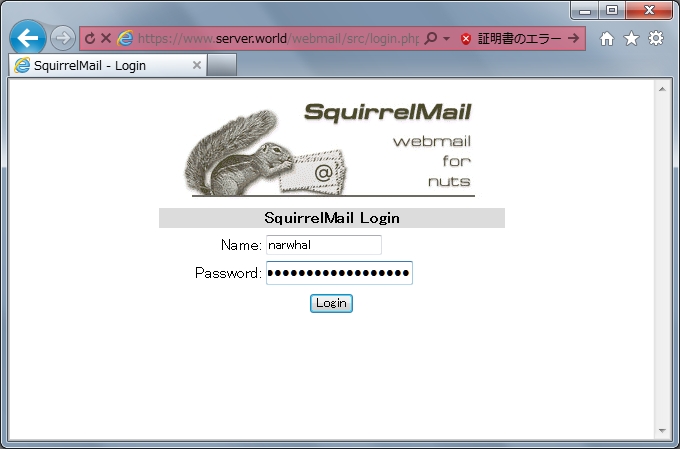 https://www.server.world/webmail/src/login.php
証明書のエラー
SquirrelMail - Login
SquirrelMail
webmail
for
nuts
@
SquirrelMail Login
Name: narwhal
Password: ●●●●●●●●●●●●●●●●●●
Login